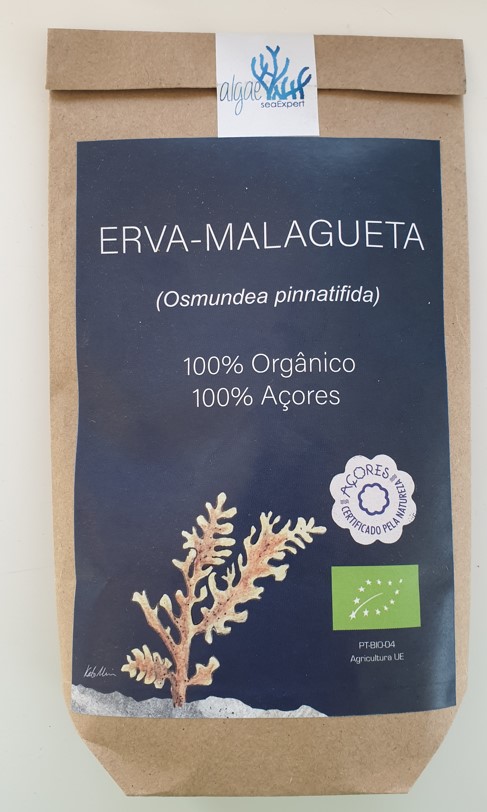 algae
seaExpert
ERVA-MALAGUETA
(Osmundea pinnatifida)
100% Orgânico
100% Açores
AÇORES
CERTIFICADO PELA NATUREZA
PT-BIO-04
Agricultura UE